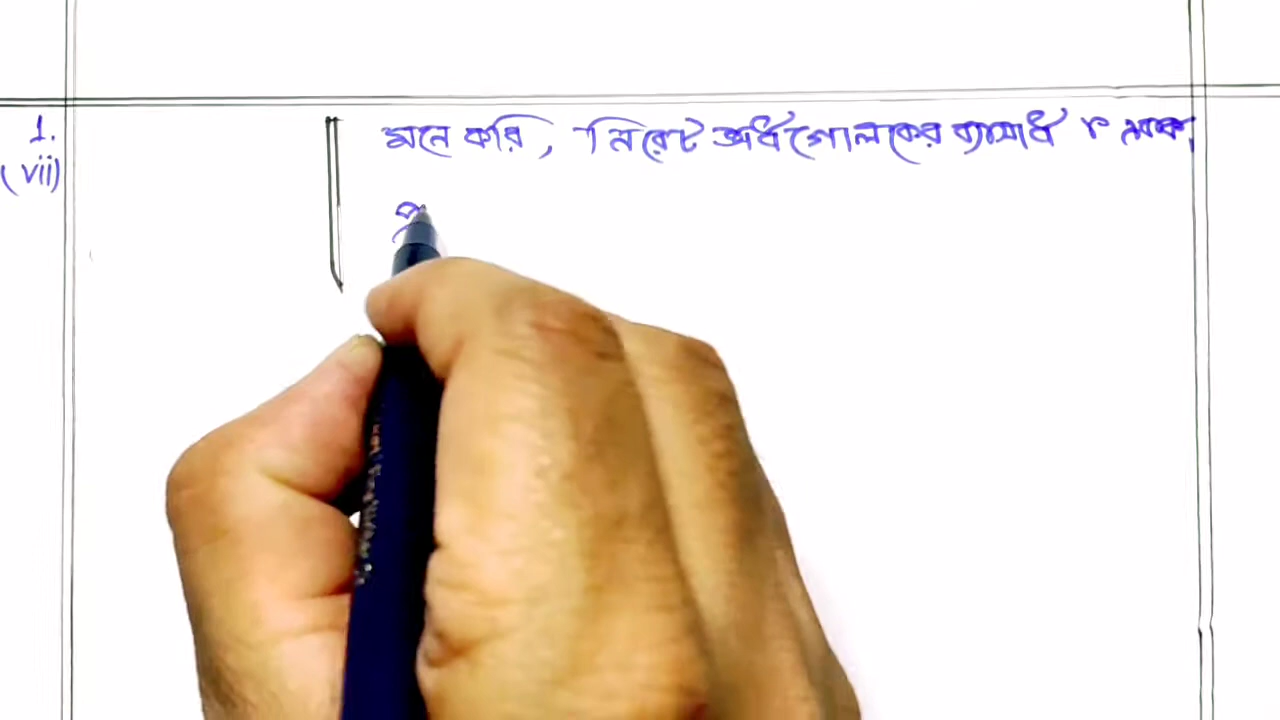 1.
(vii)
মনে করি, নিরেট অর্ধগোলকের ব্যাসার্ধ r একক,